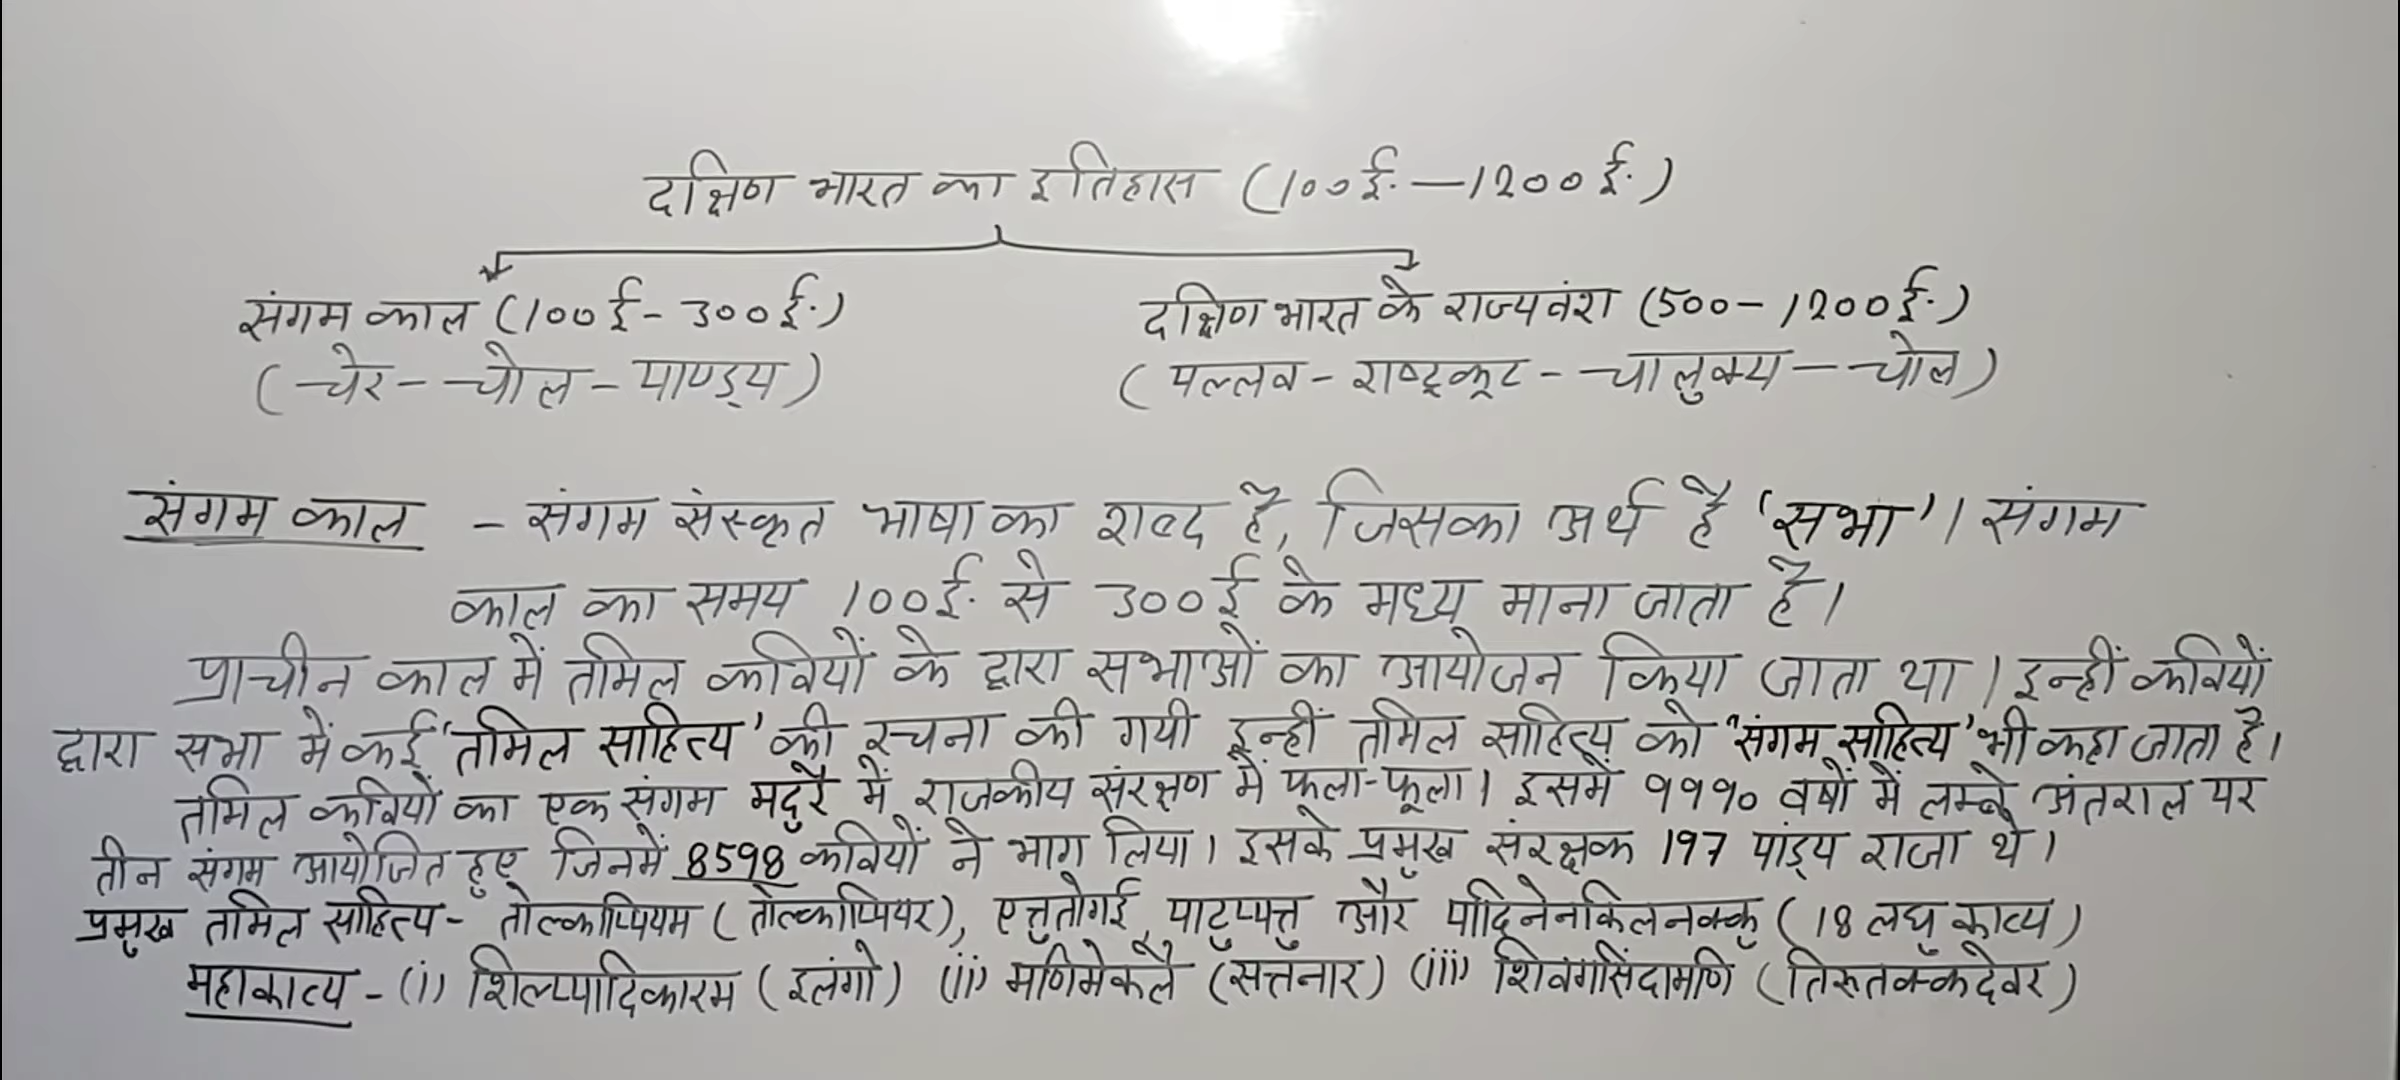 दक्षिण भारत का इतिहास (100ई.—1200ई.)
संगम काल (100ई - 300ई.)
दक्षिण भारत के राज्यवंश (500-1200ई.)
(चेर - चोल - पाण्ड्य)
(पल्लव - राष्ट्रकूट - चालुक्य - चोल)
संगम काल - संगम संस्कृत भाषा का शब्द है, जिसका अर्थ है 'सभा'। संगम
काल का समय 100ई. से 300ई के मध्य माना जाता है।
प्राचीन काल में तमिल कवियों के द्वारा सभाओं का आयोजन किया जाता था। इन्हीं कवियों
द्वारा सभा में कई 'तमिल साहित्य' की रचना की गयी इन्हीं तमिल साहित्य को "संगम साहित्य' भी कहा जाता है।
तमिल कवियों का एक संगम मदुरै में राजकीय संरक्षण में फला-फूला। इसमें ९९९० वर्षों में लम्बे अंतराल पर
तीन संगम आयोजित हुए जिनमें 8598 कवियों ने भाग लिया। इसके प्रमुख संरक्षक 197 पांड्य राजा थे।
प्रमुख तमिल साहित्य - तोल्काप्पियम (तोल्काप्पियर), एत्तुतोगई, पाटुप्पत्तु और पादिनेनकिलनक्कु (18 लघु काव्य)
महाकाव्य - (i) शिल्प्पादिकारम (इलंगो) (ii) मणिमेकलै (सत्तनार) (iii) शिवगसिंदामणि (तिरुतक्कदेवर)